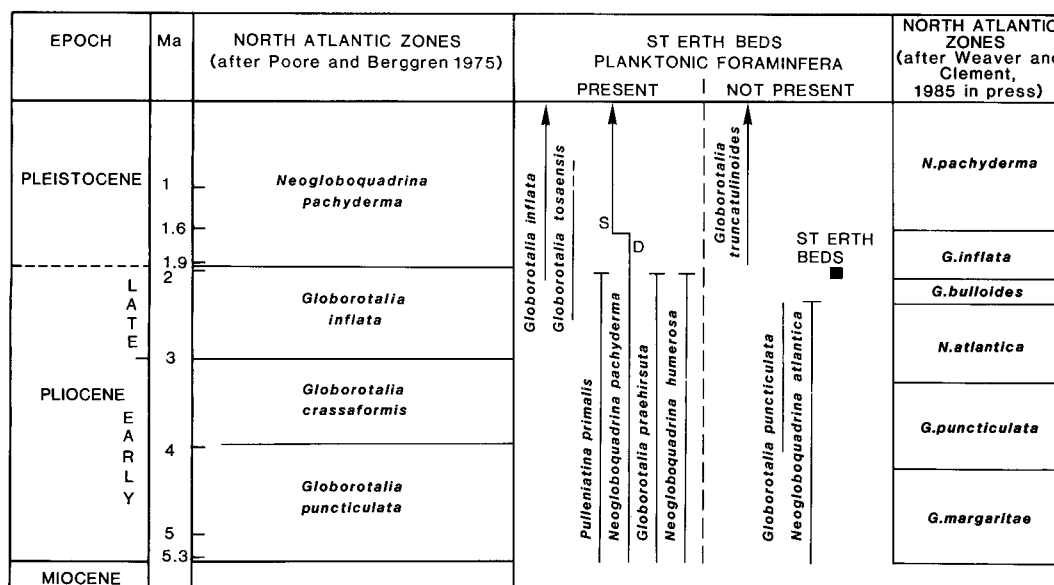 EPOCH
Ma
NORTH ATLANTIC ZONES
(after Poore and Berggren 1975)
ST ERTH BEDS
PLANKTONIC FORAMINFERA
PRESENT
NOT PRESENT
NORTH ATLANTIC
ZONES
(after Weaver and
Clement,
1985 in press)
PLEISTOCENE
1
1.6
1.9
Neogloboquadrina
pachyderma
LATE
2
3
Globorotalia
inflata
PLIOCENE
EARLY
4
5
5.3
Globorotalia
crassaformis
Globorotalia
puncticulata
MIOCENE
Globorotalia inflata
Globorotalia tosaensis
S
D
Pulleniatina primalis
Neogloboquadrina pachyderma
Globorotalia praehirsuta
Neogloboquadrina humerosa
Globorotalia
truncatulinoides
ST ERTH
BEDS
Globorotalia puncticulata
Neogloboquadrina atlantica
N.pachyderma
G.inflata
G.bulloides
N.atlantica
G.puncticulata
G.margaritae